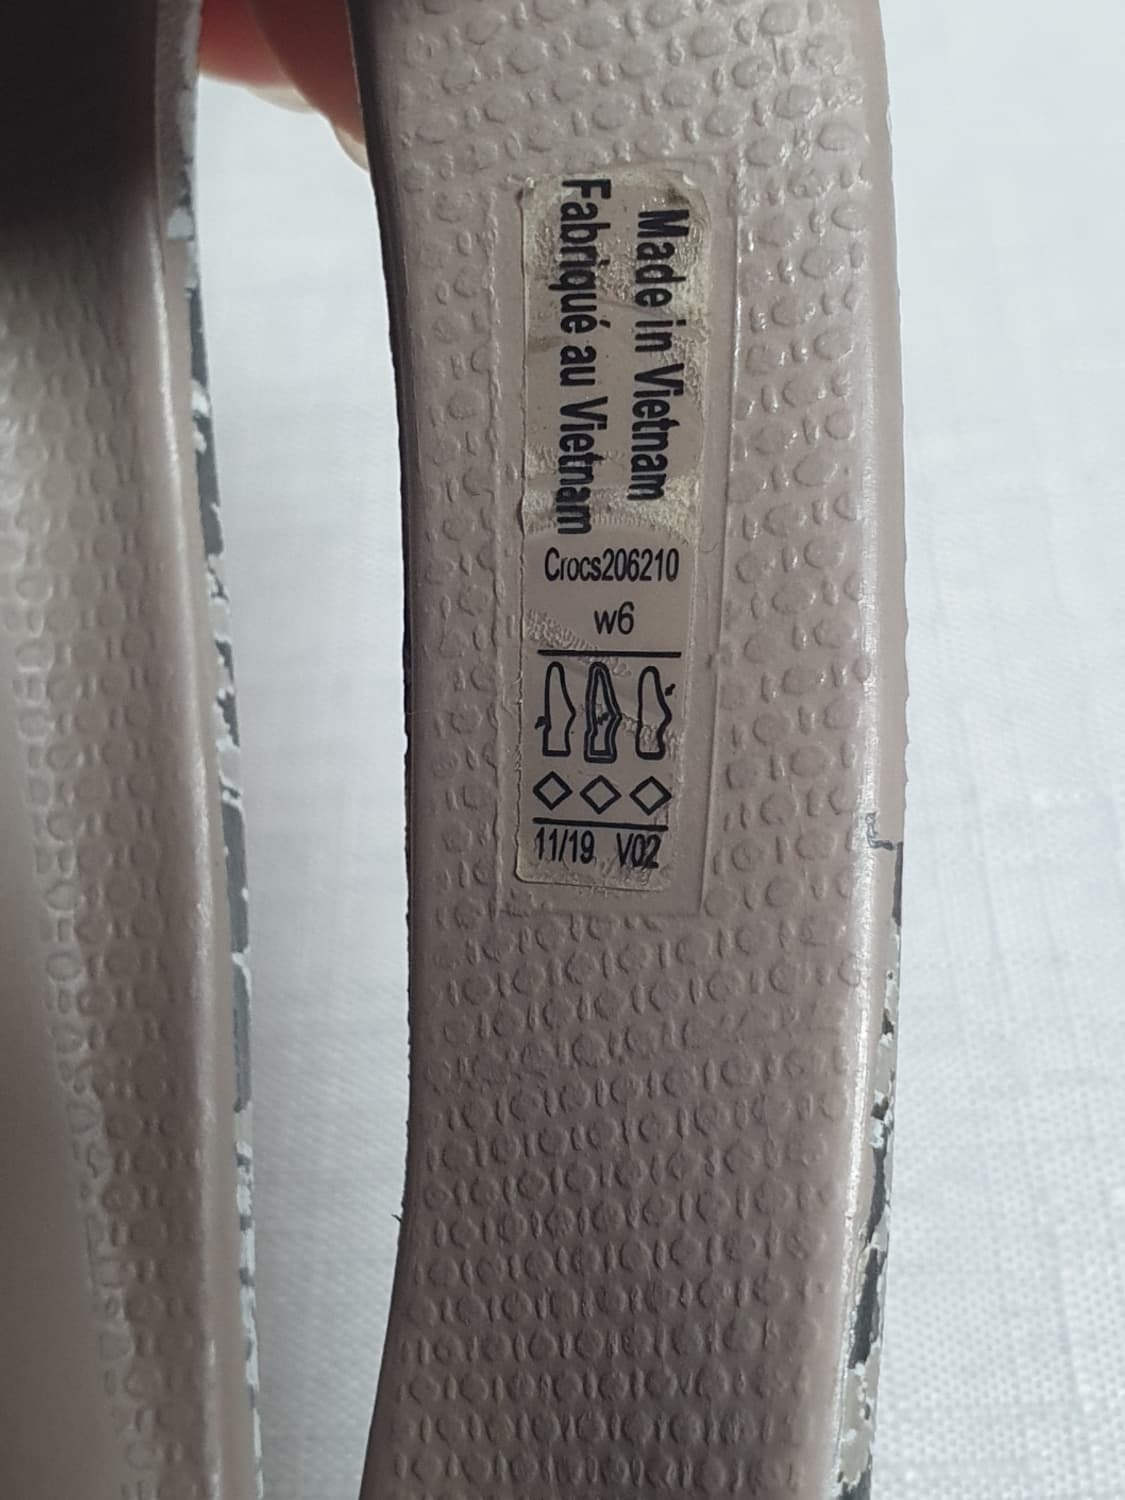 Made in Vietnam
Fabriqué au Vietnam
Crocs206210
w6
11/19 V02